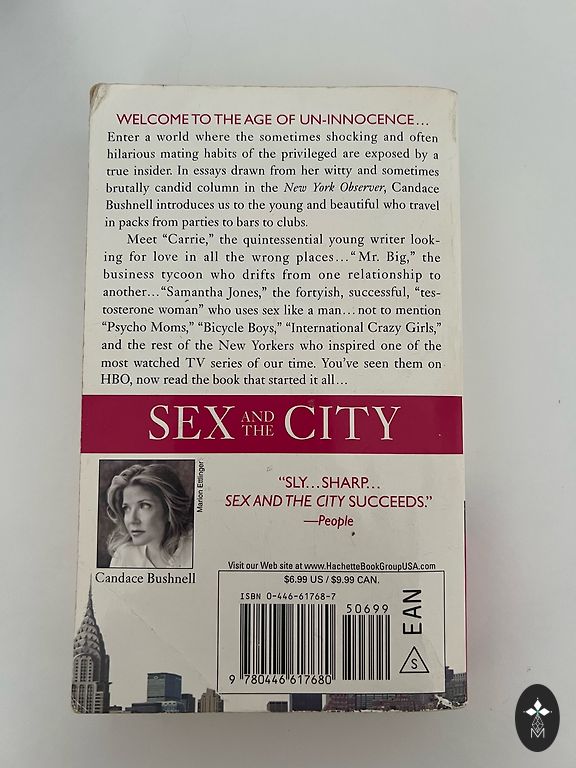 WELCOME TO THE AGE OF UN-INNOCENCE...
Enter a world where the sometimes shocking and often
hilarious mating habits of the privileged are exposed by a
true insider. In essays drawn from her witty and sometimes
brutally candid column in the New York Observer, Candace
Bushnell introduces us to the young and beautiful who travel
in packs from parties to bars to clubs.
Meet “Carrie,” the quintessential young writer look-
ing for love in all the wrong places...“Mr. Big,” the
business tycoon who drifts from one relationship to
another...“Samantha Jones,” the fortyish, successful, “tes-
tosterone woman” who uses sex like a man...not to mention
“Psycho Moms,” “Bicycle Boys,” “International Crazy Girls,”
and the rest of the New Yorkers who inspired one of the
most watched TV series of our time. You’ve seen them on
HBO, now read the book that started it all...
SEX AND THE CITY
Marion Ettlinger
“SLY...SHARP...
SEX AND THE CITY SUCCEEDS.”
—People
Candace Bushnell
Visit our Web site at www.HachetteBookGroupUSA.com
$6.99 US / $9.99 CAN.
ISBN 0-446-61768-7
50699
EAN
S
9 780446 617680
M